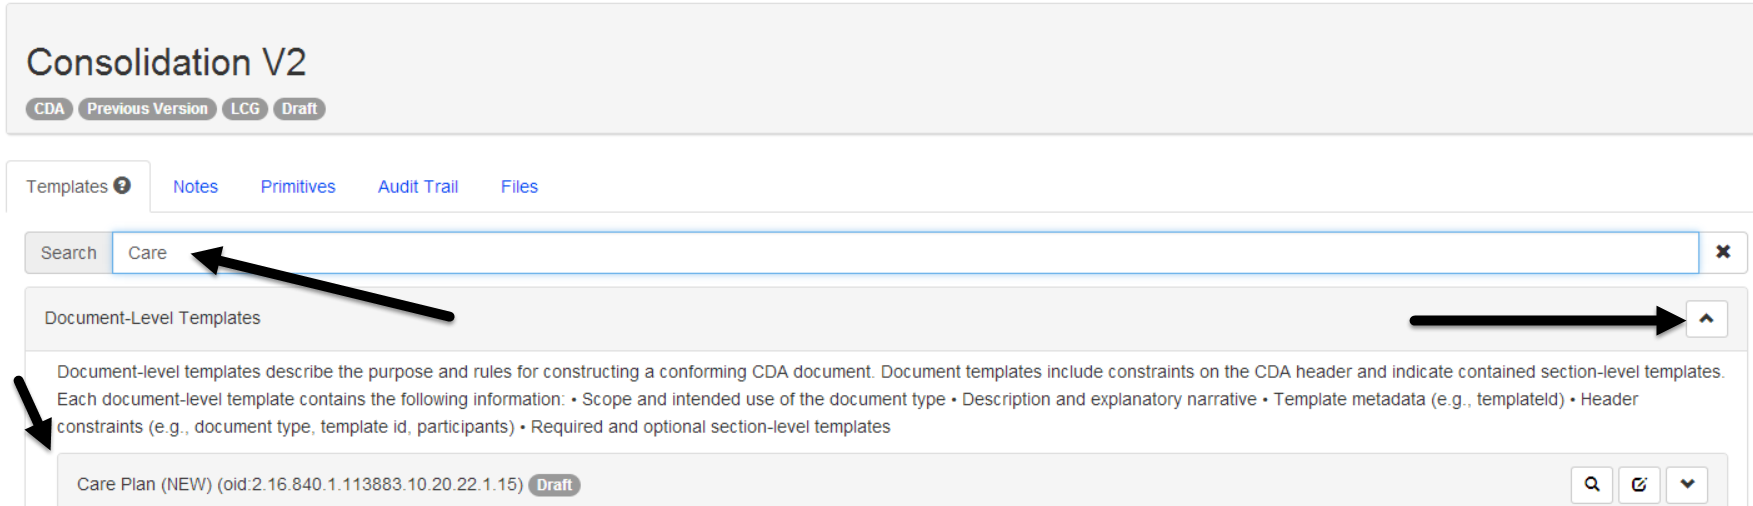 Consolidation V2
CDA Previous Version LCG Draft
Templates ? Notes Primitives Audit Trail Files
Search Care
Document-Level Templates
Document-level templates describe the purpose and rules for constructing a conforming CDA document. Document templates include constraints on the CDA header and indicate contained section-level templates.
Each document-level template contains the following information: • Scope and intended use of the document type • Description and explanatory narrative • Template metadata (e.g., templateId) • Header
constraints (e.g., document type, template id, participants) • Required and optional section-level templates
Care Plan (NEW) (oid:2.16.840.1.113883.10.20.22.1.15) Draft